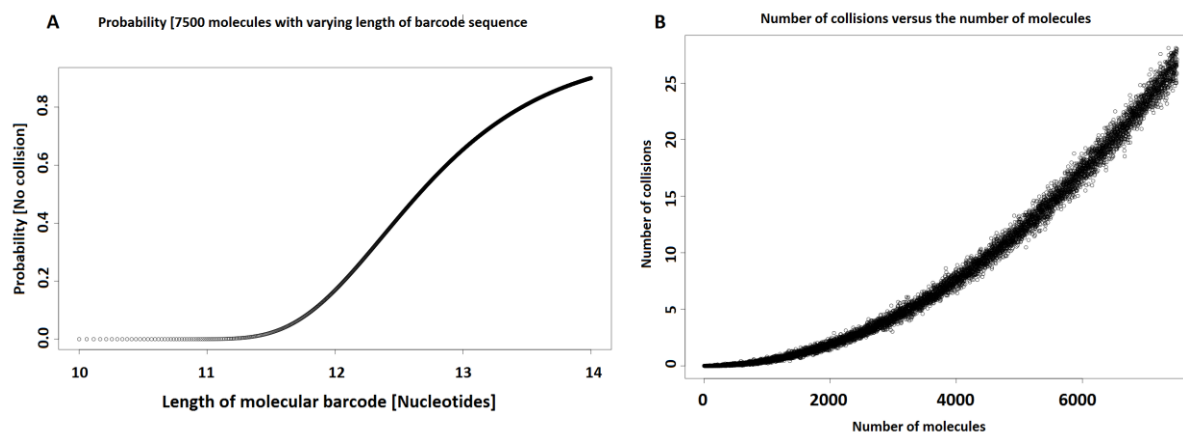 A
Probability [7500 molecules with varying length of barcode sequence
Probability [No collision]
0.8
0.6
0.4
0.2
0.0
10 11 12 13 14
Length of molecular barcode [Nucleotides]
B
Number of collisions versus the number of molecules
Number of collisions
25
20
15
10
5
0
0 2000 4000 6000
Number of molecules